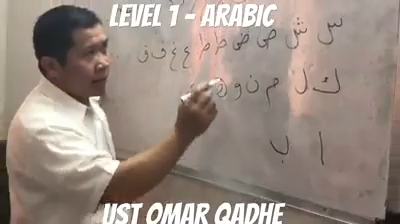 LEVEL 1 - ARABIC
س ش ص ض ط ظ ع غ ف ق
ك ل م ن و ه
ا ب
UST OMAR QADHE